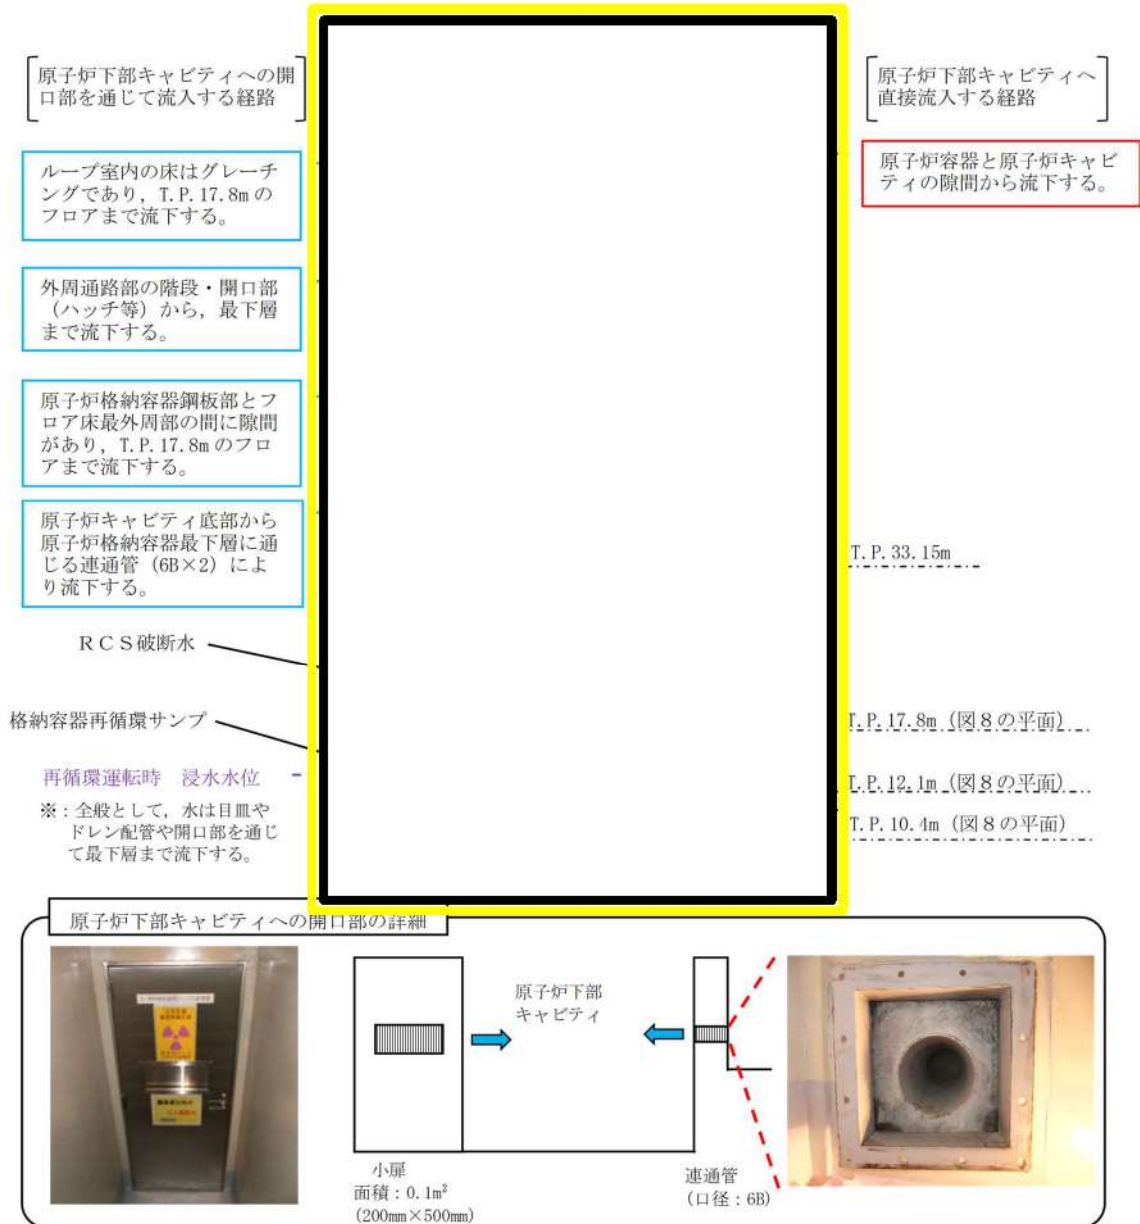 原子炉下部キャビティへの開
口部を通じて流入する経路
原子炉下部キャビティへ
直接流入する経路
ループ室内の床はグレーチ
ングであり，T.P.17.8mの
フロアまで流下する。
原子炉容器と原子炉キャビ
ティの隙間から流下する。
外周通路部の階段・開口部
（ハッチ等）から，最下層
まで流下する。
原子炉格納容器鋼板部とフ
ロア床最外周部の間に隙間
があり，T.P.17.8mのフロ
アまで流下する。
原子炉キャビティ底部から
原子炉格納容器最下層に通
じる連通管（6B×2）によ
り流下する。
T.P.33.15m
ＲＣＳ破断水
格納容器再循環サンプ
T.P.17.8m（図８の平面）
再循環運転時　浸水水位
T.P.12.1m（図８の平面）
※：全般として，水は目皿や
ドレン配管や開口部を通じ
て最下層まで流下する。
T.P.10.4m（図８の平面）
原子炉下部キャビティへの開口部の詳細
原子炉下部
キャビティ
小扉
面積：0.1m²
(200mm×500mm)
連通管
（口径：6B）